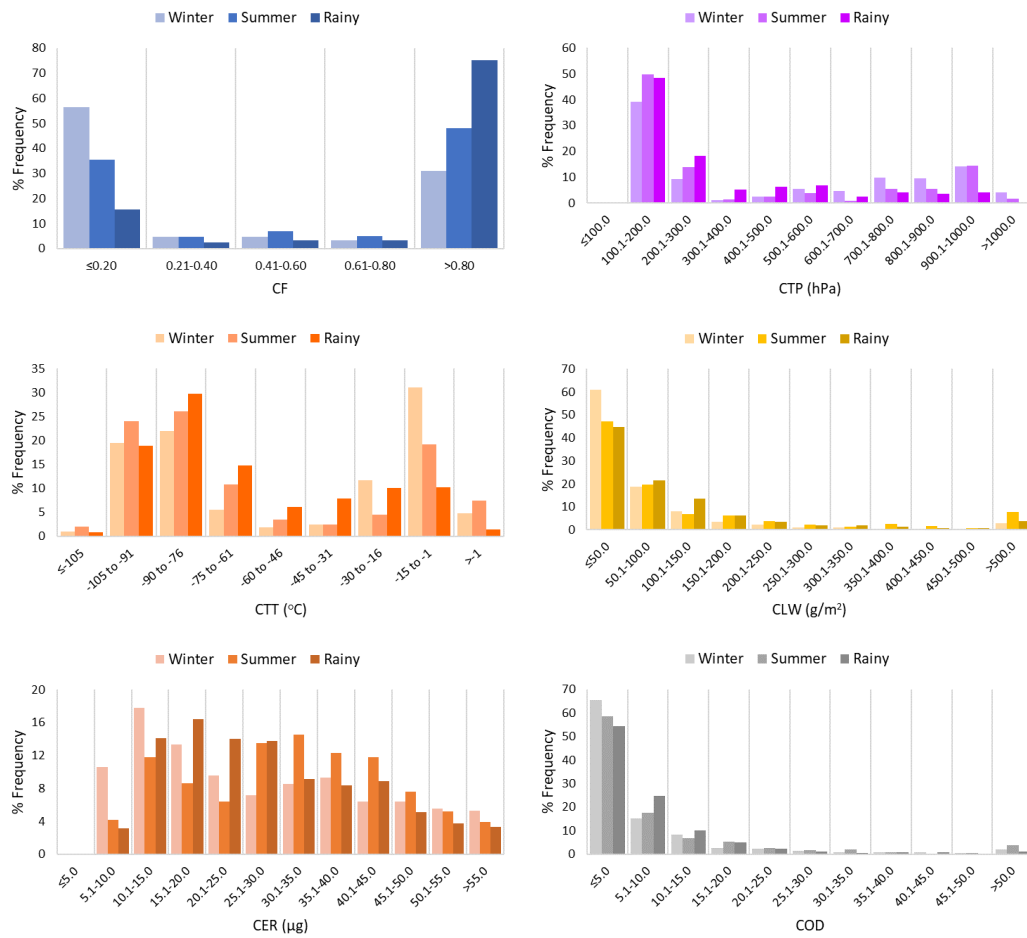 Winter Summer Rainy
% Frequency
80
70
60
50
40
30
20
10
0
≤0.20 0.21-0.40 0.41-0.60 0.61-0.80 >0.80
CF
Winter Summer Rainy
% Frequency
60
50
40
30
20
10
0
≤100.0 100.1-200.0 200.1-300.0 300.1-400.0 400.1-500.0 500.1-600.0 600.1-700.0 700.1-800.0 800.1-900.0 900.1-1000.0 >1000.0
CTP (hPa)
Winter Summer Rainy
% Frequency
35
30
25
20
15
10
5
0
≤-105 -105 to -91 -90 to -76 -75 to -61 -60 to -46 -45 to -31 -30 to -16 -15 to -1 >-1
CTT (°C)
Winter Summer Rainy
% Frequency
70
60
50
40
30
20
10
0
≤50.0 50.1-100.0 100.1-150.0 150.1-200.0 200.1-250.0 250.1-300.0 300.1-350.0 350.1-400.0 400.1-450.0 450.1-500.0 >500.0
CLW (g/m²)
Winter Summer Rainy
% Frequency
20
16
12
8
4
0
≤5.0 5.1-10.0 10.1-15.0 15.1-20.0 20.1-25.0 25.1-30.0 30.1-35.0 35.1-40.0 40.1-45.0 45.1-50.0 50.1-55.0 >55.0
CER (µg)
Winter Summer Rainy
% Frequency
70
60
50
40
30
20
10
0
≤5.0 5.1-10.0 10.1-15.0 15.1-20.0 20.1-25.0 25.1-30.0 30.1-35.0 35.1-40.0 40.1-45.0 45.1-50.0 >50.0
COD